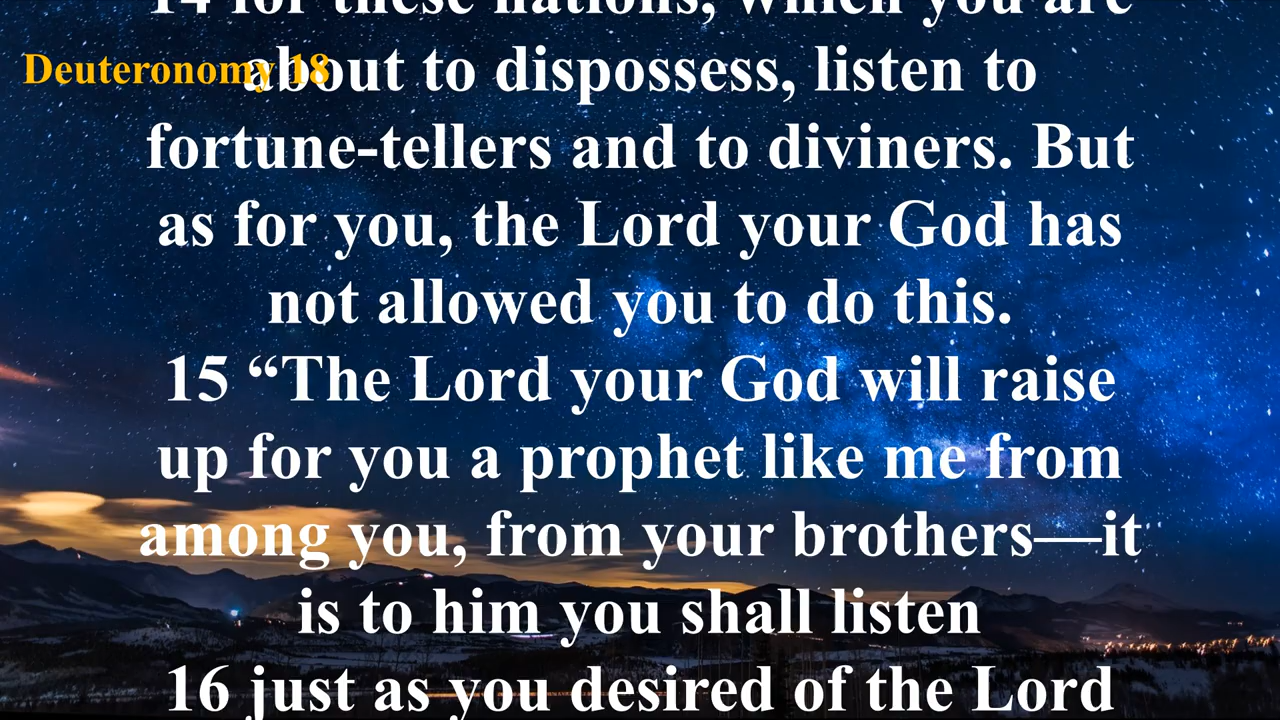 14 for these nations, which you are
Deuteronomy 18
about to dispossess, listen to
fortune-tellers and to diviners. But
as for you, the Lord your God has
not allowed you to do this.
15 “The Lord your God will raise
up for you a prophet like me from
among you, from your brothers—it
is to him you shall listen
16 just as you desired of the Lord